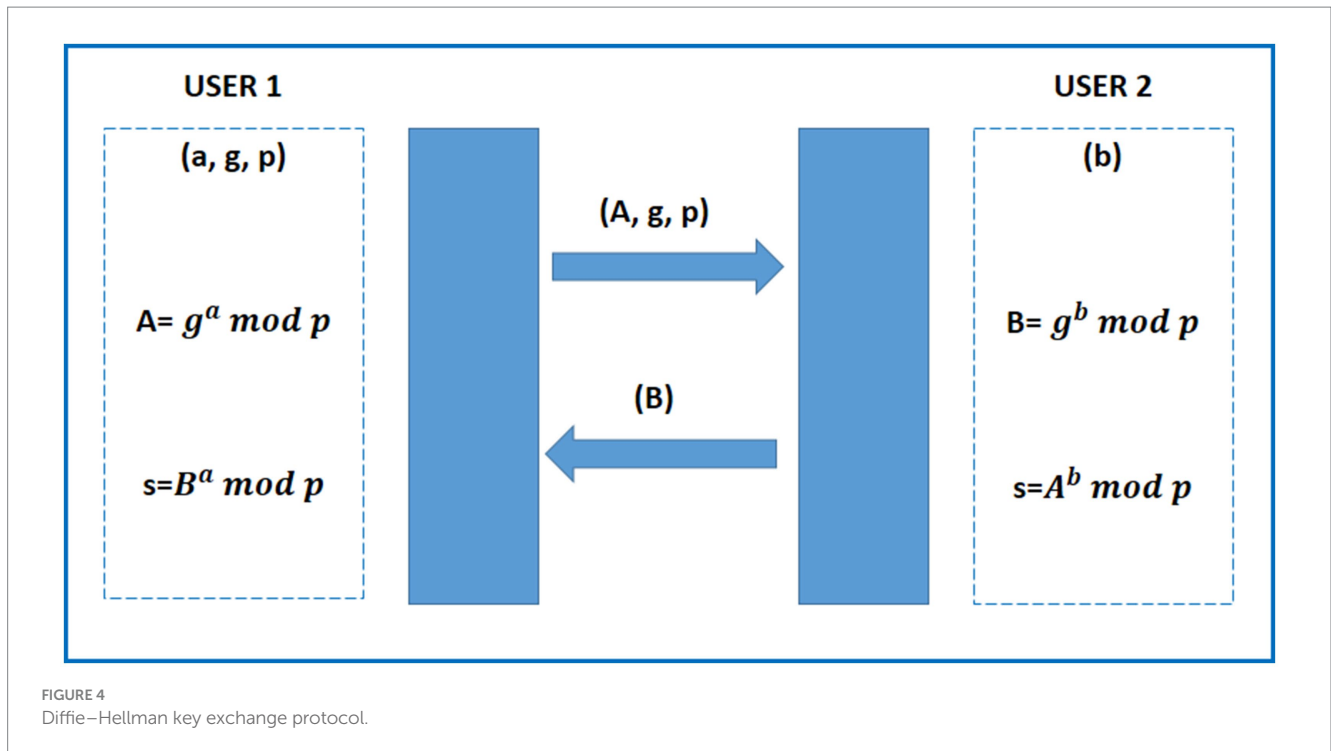 USER 1
(a, g, p)
A= g^a mod p
s=B^a mod p
(A, g, p)
(B)
USER 2
(b)
B= g^b mod p
s=A^b mod p
FIGURE 4
Diffie–Hellman key exchange protocol.